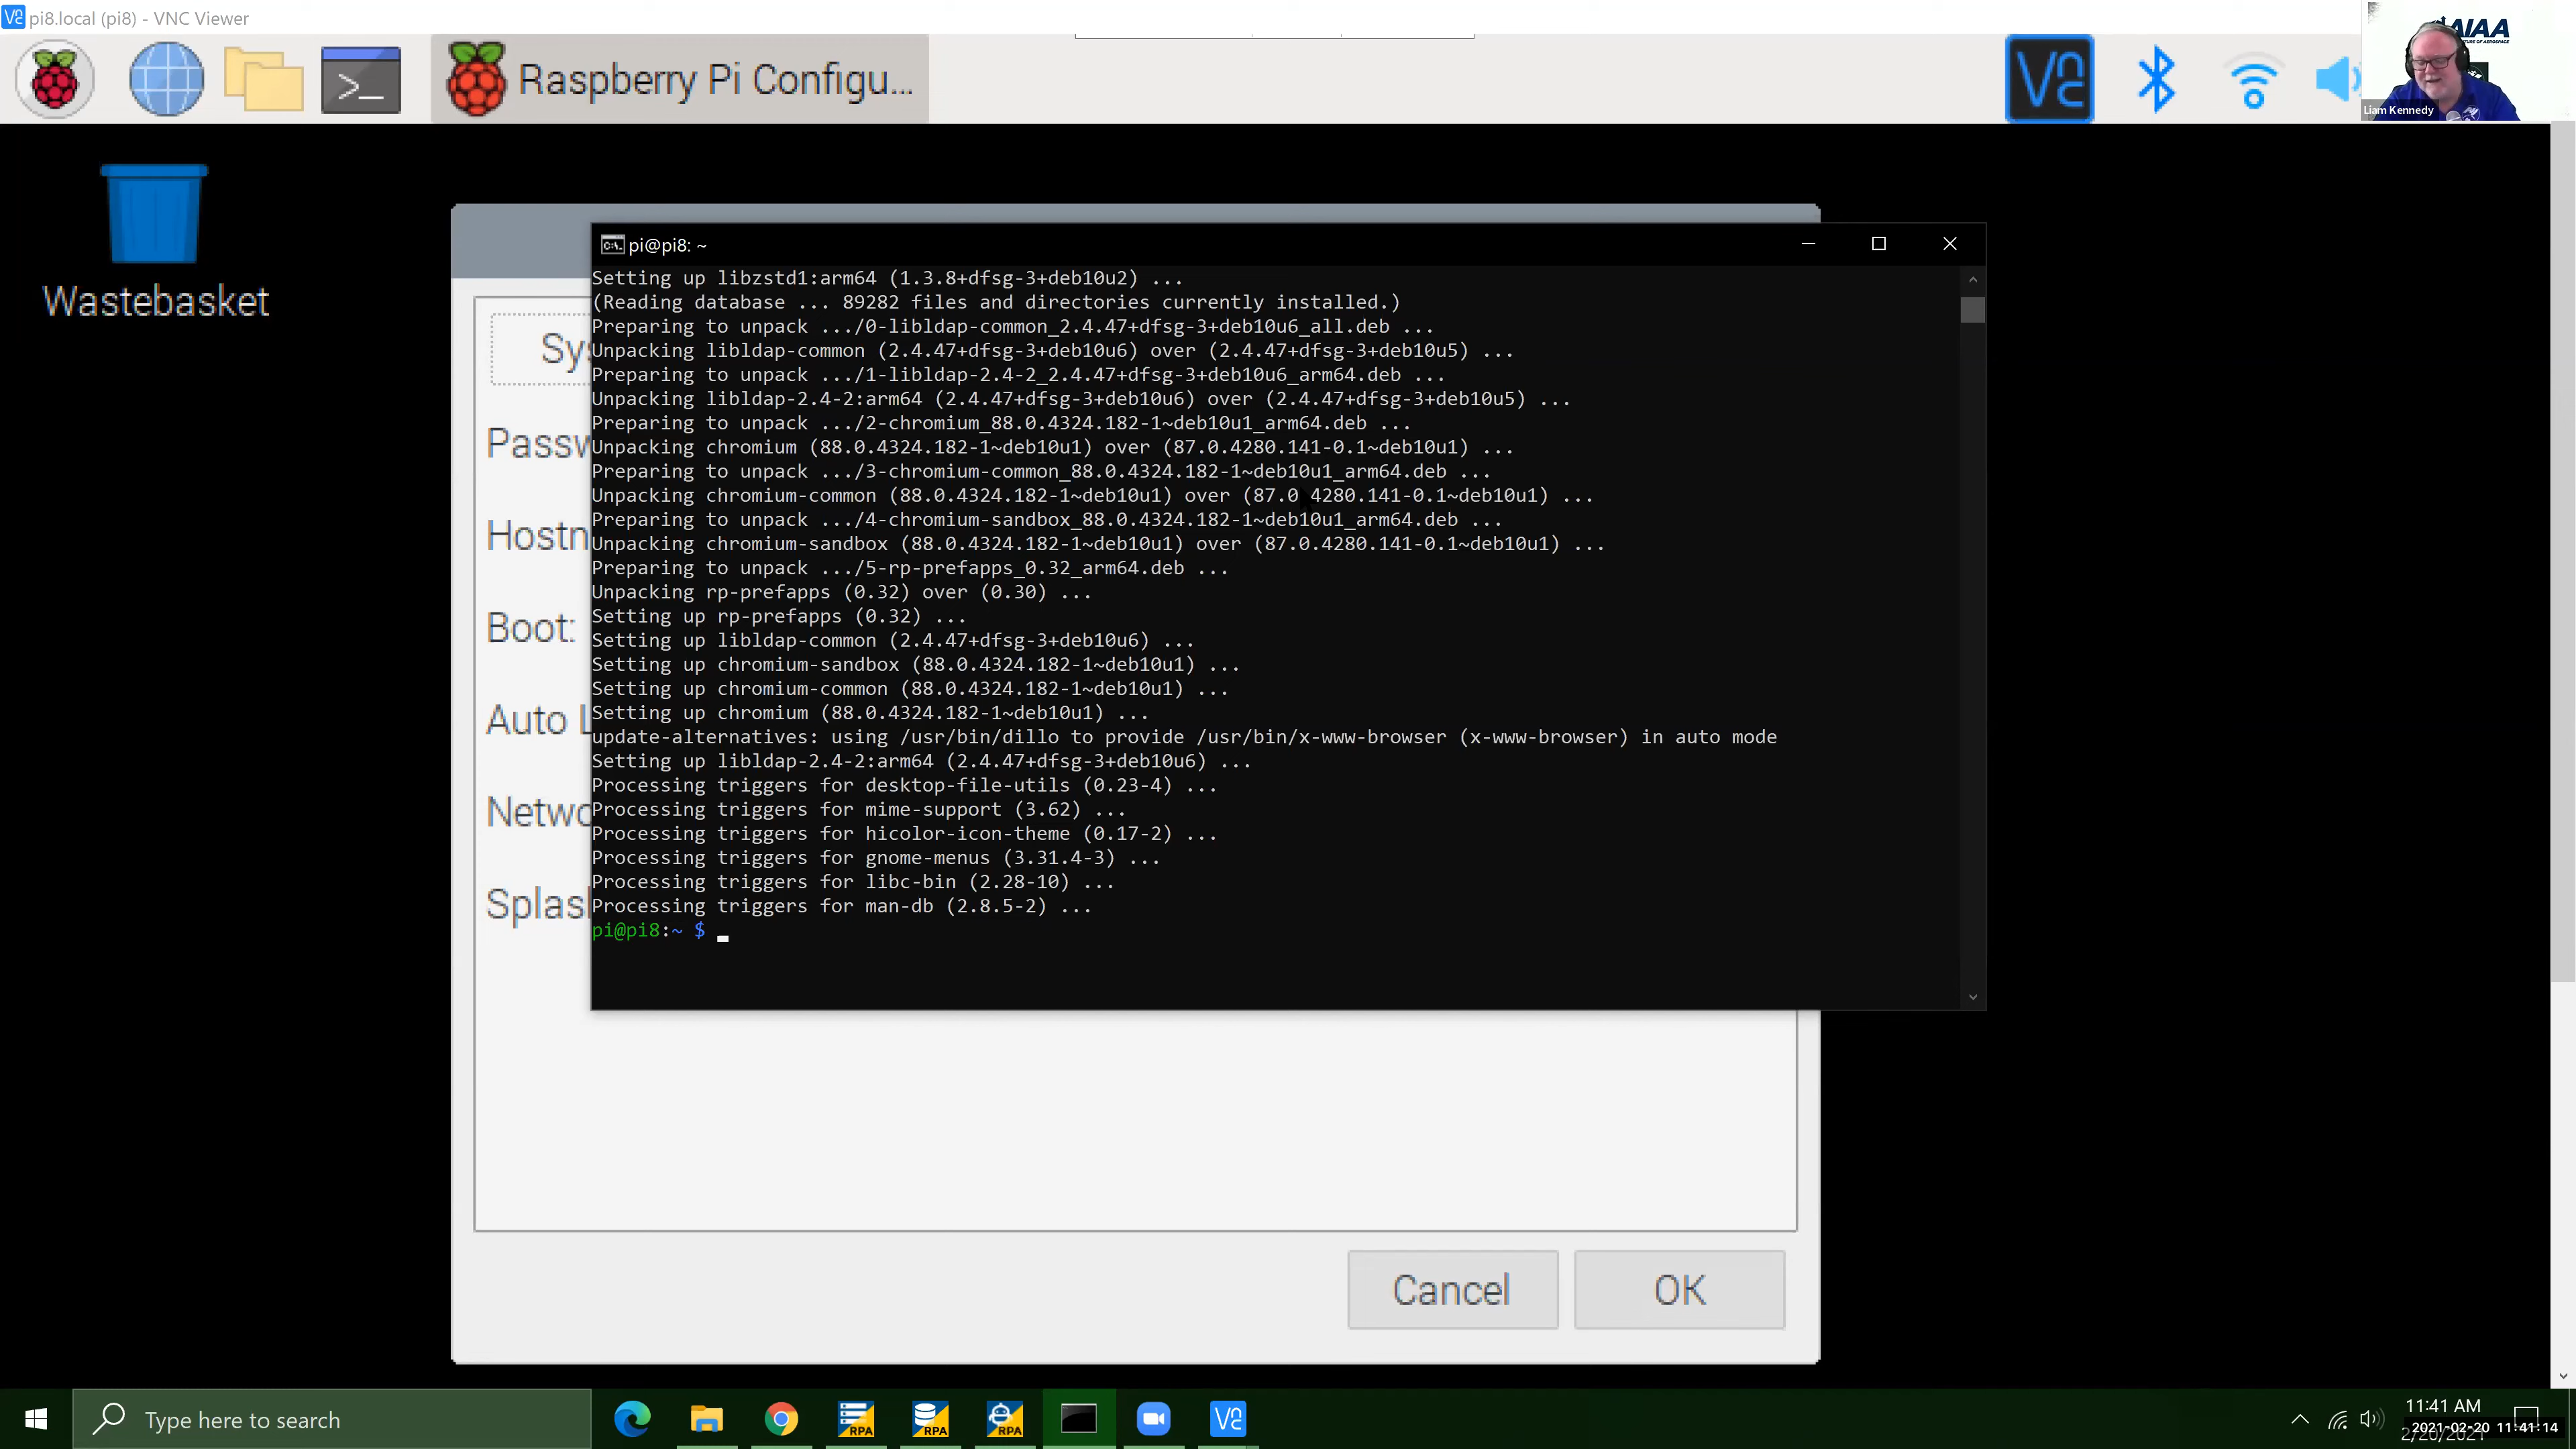 pi8.local (pi8) - VNC Viewer
Raspberry Pi Configu...
AIAA
Liam Kennedy
Wastebasket
pi@pi8: ~
Setting up libzstd1:arm64 (1.3.8+dfsg-3+deb10u2) ...
(Reading database ... 89282 files and directories currently installed.)
Preparing to unpack .../0-libldap-common_2.4.47+dfsg-3+deb10u6_all.deb ...
Unpacking libldap-common (2.4.47+dfsg-3+deb10u6) over (2.4.47+dfsg-3+deb10u5) ...
Preparing to unpack .../1-libldap-2.4-2_2.4.47+dfsg-3+deb10u6_arm64.deb ...
Unpacking libldap-2.4-2:arm64 (2.4.47+dfsg-3+deb10u6) over (2.4.47+dfsg-3+deb10u5) ...
Preparing to unpack .../2-chromium_88.0.4324.182-1~deb10u1_arm64.deb ...
Unpacking chromium (88.0.4324.182-1~deb10u1) over (87.0.4280.141-0.1~deb10u1) ...
Preparing to unpack .../3-chromium-common_88.0.4324.182-1~deb10u1_arm64.deb ...
Unpacking chromium-common (88.0.4324.182-1~deb10u1) over (87.0.4280.141-0.1~deb10u1) ...
Preparing to unpack .../4-chromium-sandbox_88.0.4324.182-1~deb10u1_arm64.deb ...
Unpacking chromium-sandbox (88.0.4324.182-1~deb10u1) over (87.0.4280.141-0.1~deb10u1) ...
Preparing to unpack .../5-rp-prefapps_0.32_arm64.deb ...
Unpacking rp-prefapps (0.32) over (0.30) ...
Setting up rp-prefapps (0.32) ...
Setting up libldap-common (2.4.47+dfsg-3+deb10u6) ...
Setting up chromium-sandbox (88.0.4324.182-1~deb10u1) ...
Setting up chromium-common (88.0.4324.182-1~deb10u1) ...
Setting up chromium (88.0.4324.182-1~deb10u1) ...
update-alternatives: using /usr/bin/dillo to provide /usr/bin/x-www-browser (x-www-browser) in auto mode
Setting up libldap-2.4-2:arm64 (2.4.47+dfsg-3+deb10u6) ...
Processing triggers for desktop-file-utils (0.23-4) ...
Processing triggers for mime-support (3.62) ...
Processing triggers for hicolor-icon-theme (0.17-2) ...
Processing triggers for gnome-menus (3.31.4-3) ...
Processing triggers for libc-bin (2.28-10) ...
Processing triggers for man-db (2.8.5-2) ...
pi@pi8:~ $
Sys
Passw
Hostn
Boot:
Auto L
Netwo
Splas
Cancel
OK
Type here to search
RPA
RPA
RPA
11:41 AM
2021-02-20 11:41:14